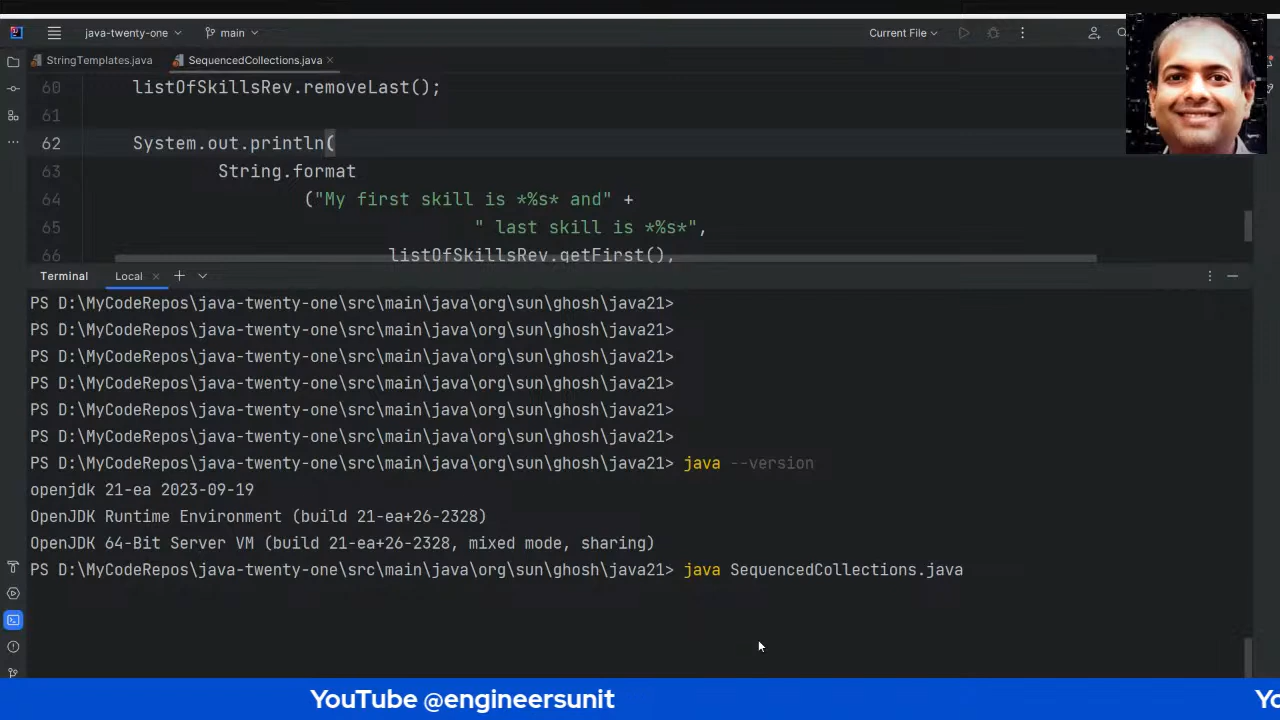 java-twenty-one
main
Current File
StringTemplates.java
SequencedCollections.java
60 listOfSkillsRev.removeLast();
61
62 System.out.println(
63 String.format
64 ("My first skill is *%s* and" +
65 " last skill is *%s*",
66 listOfSkillsRev.getFirst(),
Terminal Local
PS D:\MyCodeRepos\java-twenty-one\src\main\java\org\sun\ghosh\java21>
PS D:\MyCodeRepos\java-twenty-one\src\main\java\org\sun\ghosh\java21>
PS D:\MyCodeRepos\java-twenty-one\src\main\java\org\sun\ghosh\java21>
PS D:\MyCodeRepos\java-twenty-one\src\main\java\org\sun\ghosh\java21>
PS D:\MyCodeRepos\java-twenty-one\src\main\java\org\sun\ghosh\java21>
PS D:\MyCodeRepos\java-twenty-one\src\main\java\org\sun\ghosh\java21>
PS D:\MyCodeRepos\java-twenty-one\src\main\java\org\sun\ghosh\java21> java --version
openjdk 21-ea 2023-09-19
OpenJDK Runtime Environment (build 21-ea+26-2328)
OpenJDK 64-Bit Server VM (build 21-ea+26-2328, mixed mode, sharing)
PS D:\MyCodeRepos\java-twenty-one\src\main\java\org\sun\ghosh\java21> java SequencedCollections.java
YouTube @engineersunit
Yo